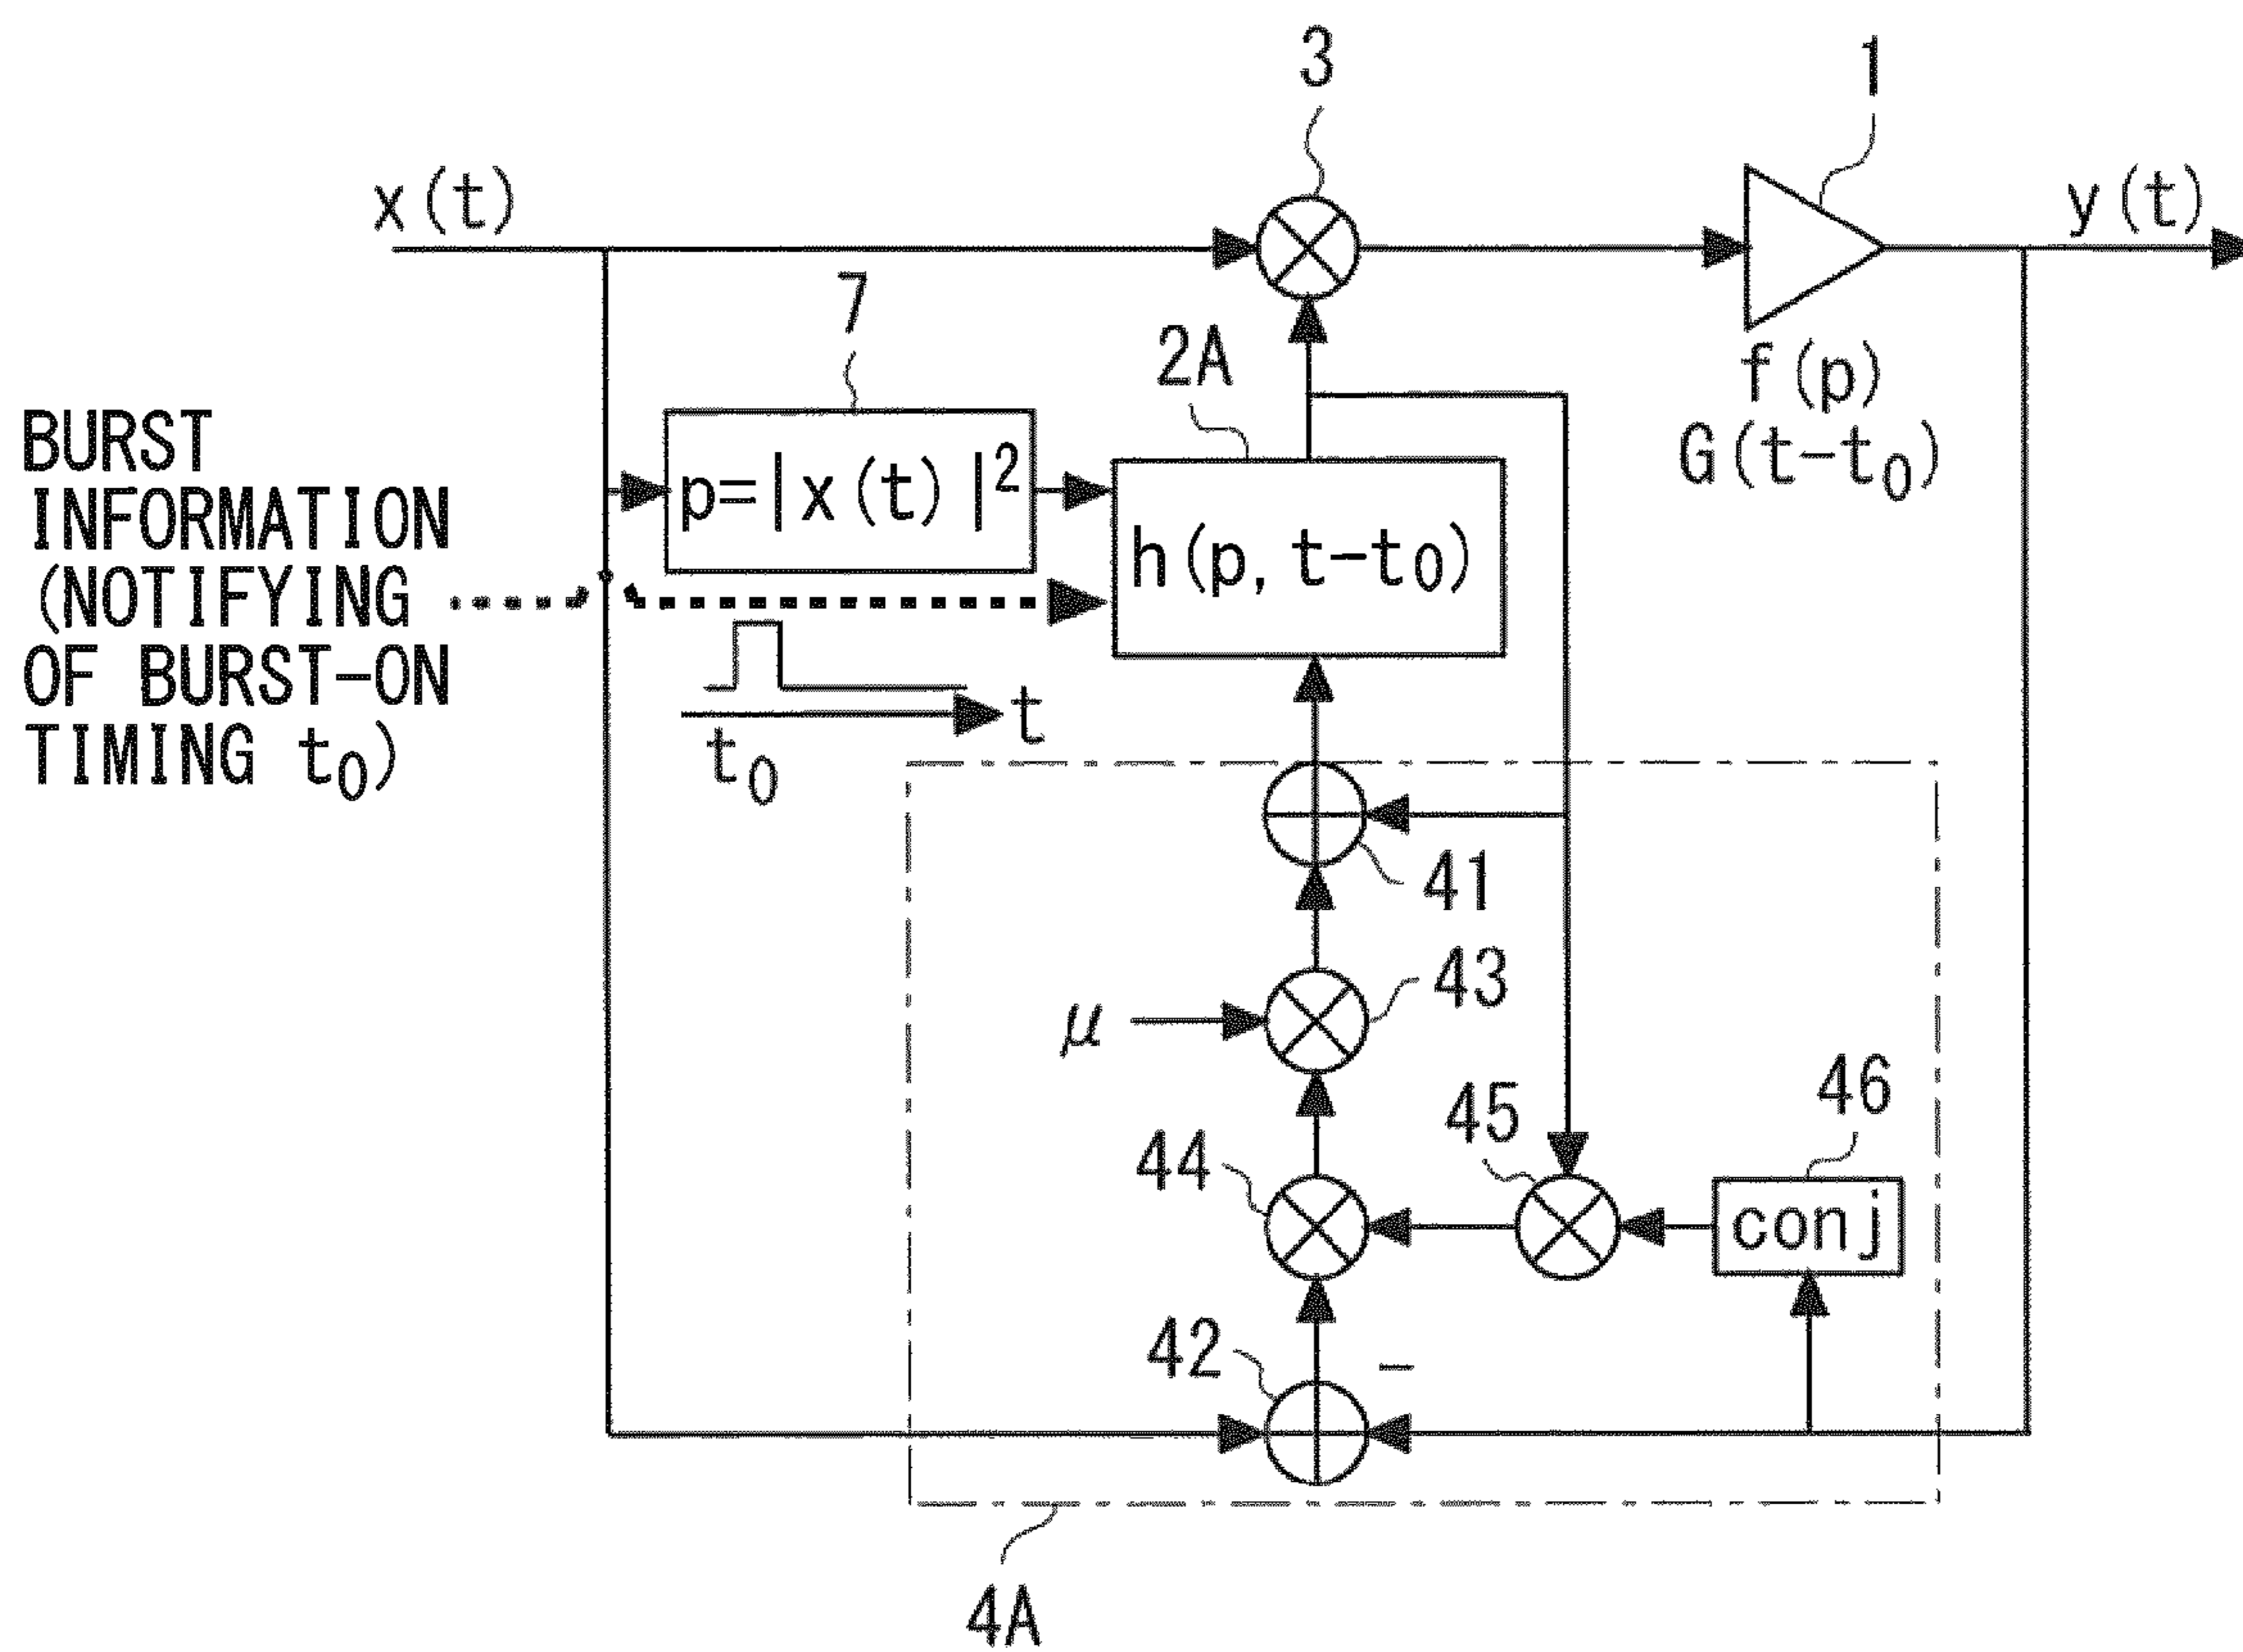 3
1
x(t)
y(t)
7
2A
f(p)
G(t-t0)
p=|x(t)|2
h(p, t-t0)
BURST
INFORMATION
(NOTIFYING
OF BURST-ON
TIMING t0)
t
t0
41
43
μ
46
45
conj
44
42
-
4A